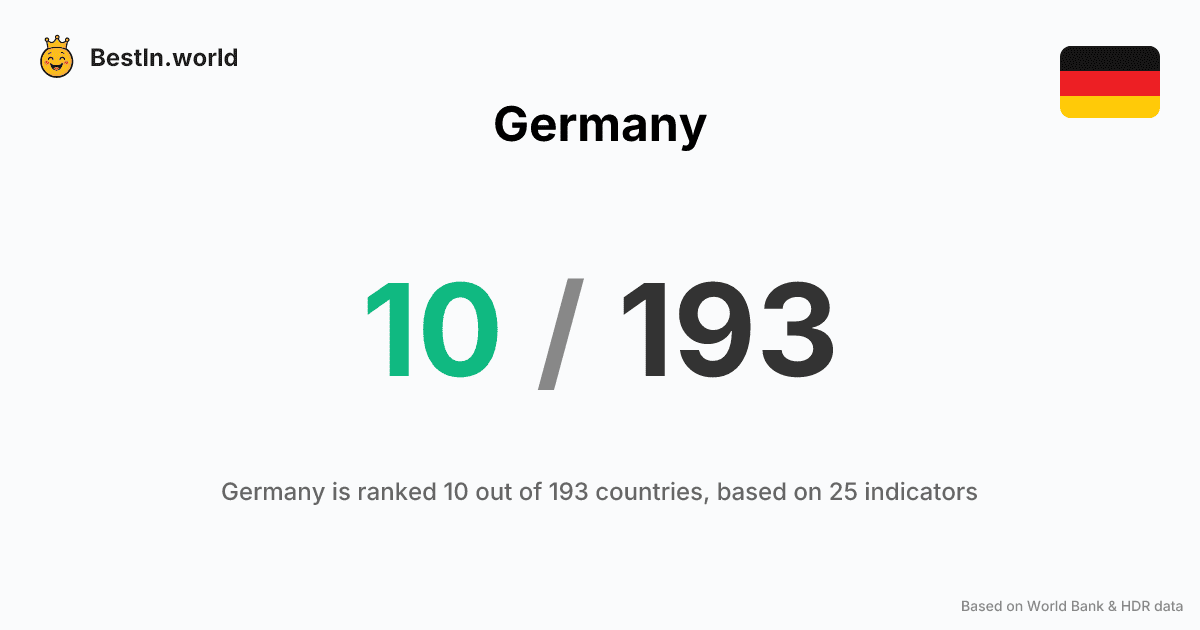 BestIn.world
Germany
10 / 193
Germany is ranked 10 out of 193 countries, based on 25 indicators
Based on World Bank & HDR data